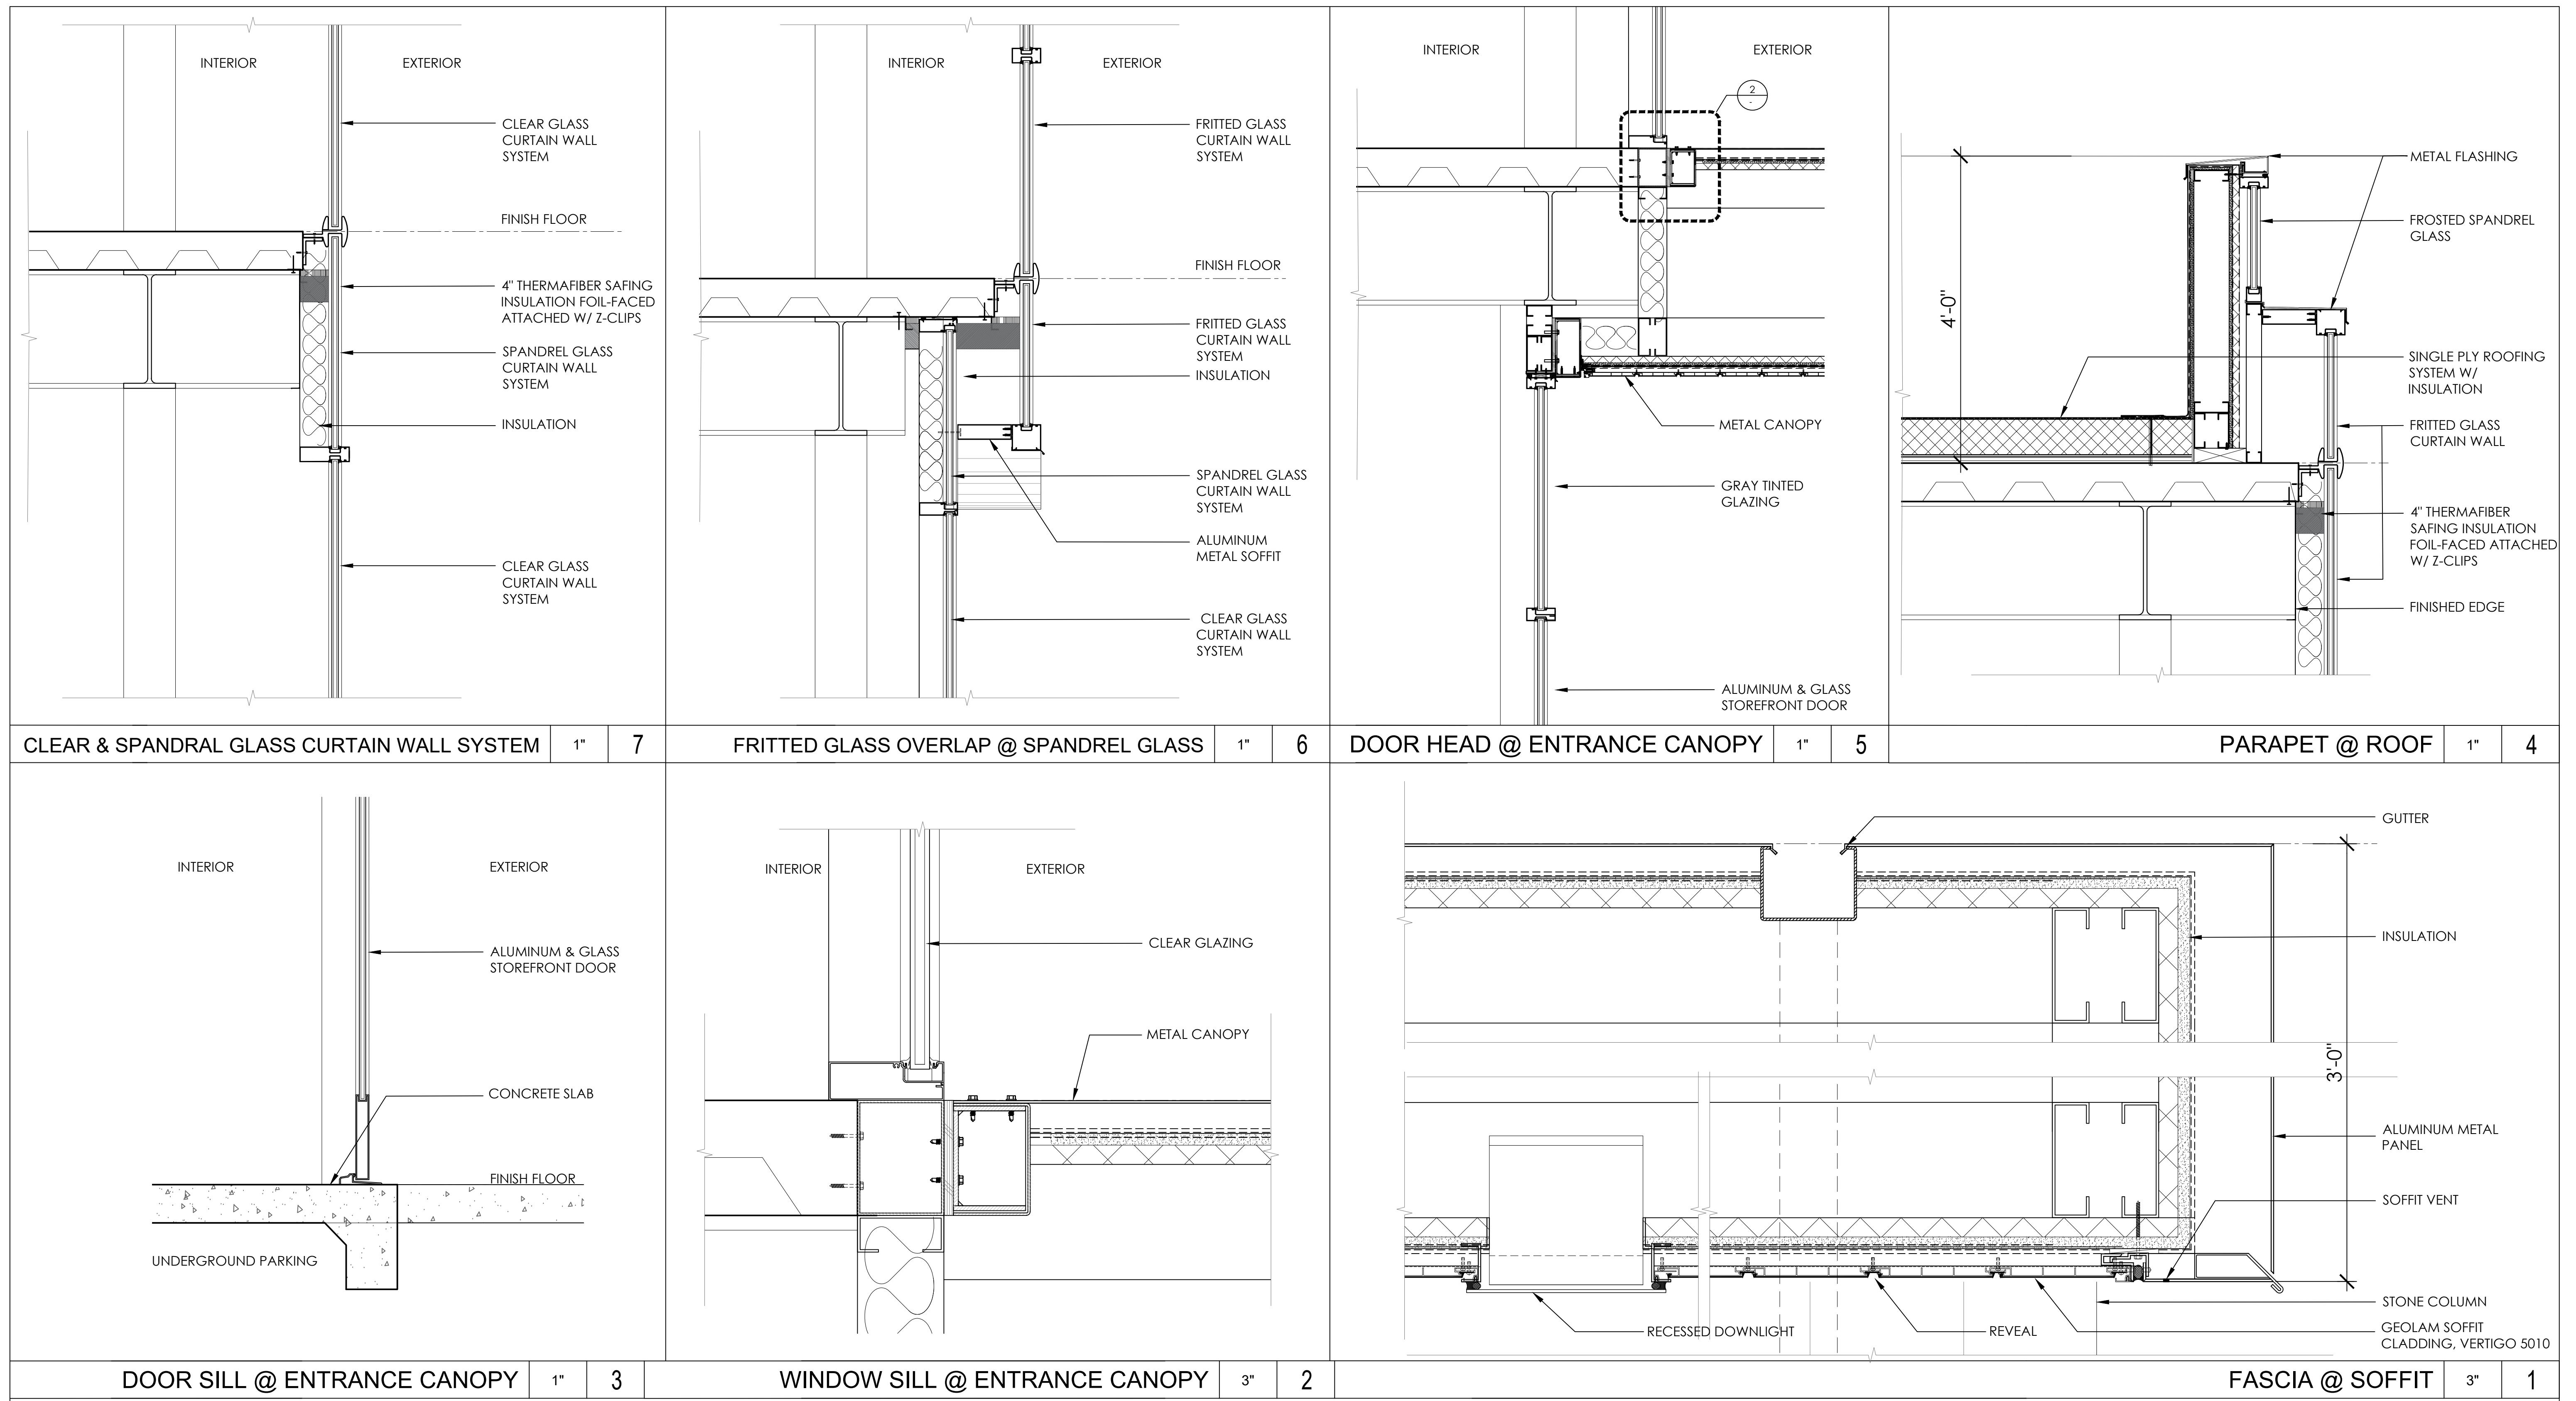 INTERIOR
EXTERIOR
CLEAR GLASS
CURTAIN WALL
SYSTEM
FINISH FLOOR
4" THERMAFIBER SAFING
INSULATION FOIL-FACED
ATTACHED W/ Z-CLIPS
SPANDREL GLASS
CURTAIN WALL
SYSTEM
INSULATION
CLEAR GLASS
CURTAIN WALL
SYSTEM
CLEAR & SPANDRAL GLASS CURTAIN WALL SYSTEM
1"
7
INTERIOR
EXTERIOR
FRITTED GLASS
CURTAIN WALL
SYSTEM
FINISH FLOOR
FRITTED GLASS
CURTAIN WALL
SYSTEM
INSULATION
SPANDREL GLASS
CURTAIN WALL
SYSTEM
ALUMINUM
METAL SOFFIT
CLEAR GLASS
CURTAIN WALL
SYSTEM
FRITTED GLASS OVERLAP @ SPANDREL GLASS
1"
6
INTERIOR
EXTERIOR
2
-
METAL CANOPY
GRAY TINTED
GLAZING
ALUMINUM & GLASS
STOREFRONT DOOR
DOOR HEAD @ ENTRANCE CANOPY
1"
5
4'-0"
METAL FLASHING
FROSTED SPANDREL
GLASS
SINGLE PLY ROOFING
SYSTEM W/
INSULATION
FRITTED GLASS
CURTAIN WALL
4" THERMAFIBER
SAFING INSULATION
FOIL-FACED ATTACHED
W/ Z-CLIPS
FINISHED EDGE
PARAPET @ ROOF
1"
4
INTERIOR
EXTERIOR
ALUMINUM & GLASS
STOREFRONT DOOR
CONCRETE SLAB
FINISH FLOOR
UNDERGROUND PARKING
DOOR SILL @ ENTRANCE CANOPY
1"
3
INTERIOR
EXTERIOR
CLEAR GLAZING
METAL CANOPY
WINDOW SILL @ ENTRANCE CANOPY
3"
2
GUTTER
INSULATION
3'-0"
ALUMINUM METAL
PANEL
SOFFIT VENT
STONE COLUMN
RECESSED DOWNLIGHT
REVEAL
GEOLAM SOFFIT
CLADDING, VERTIGO 5010
FASCIA @ SOFFIT
3"
1